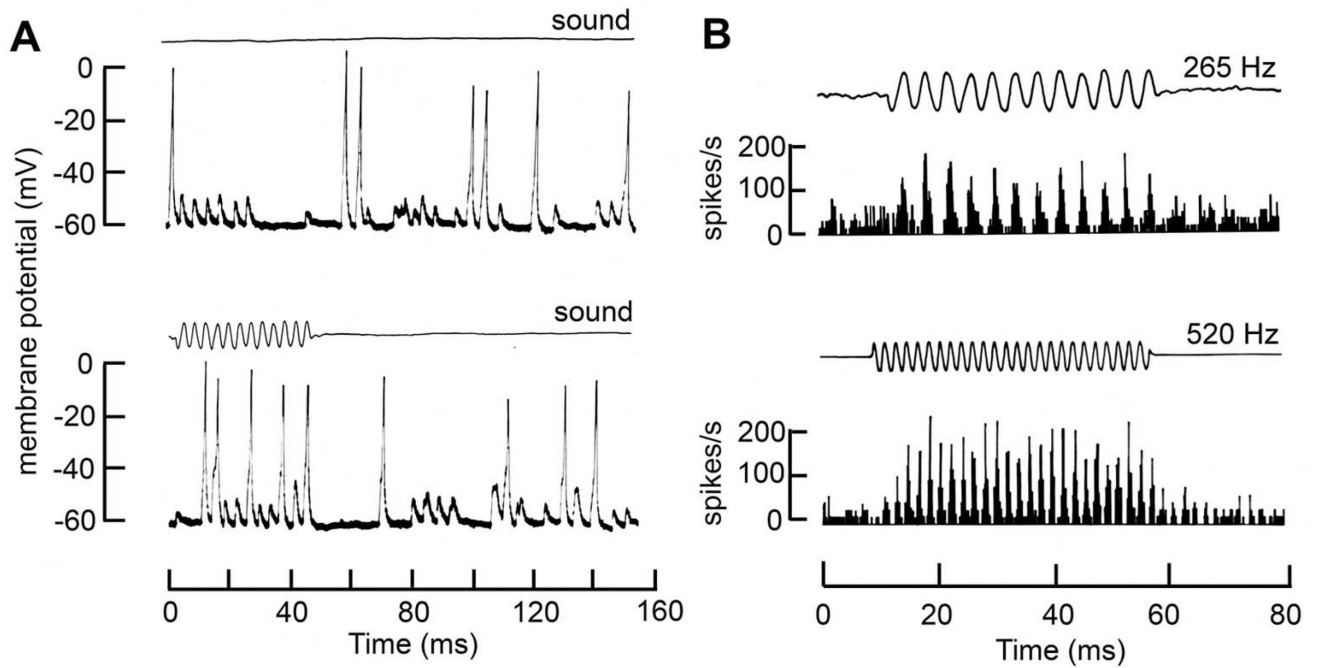 A
sound
0
-20
-40
-60
sound
0
-20
-40
-60
membrane potential (mV)
0 40 80 120 160
Time (ms)
B
265 Hz
200
100
0
spikes/s
520 Hz
200
100
0
spikes/s
0 20 40 60 80
Time (ms)